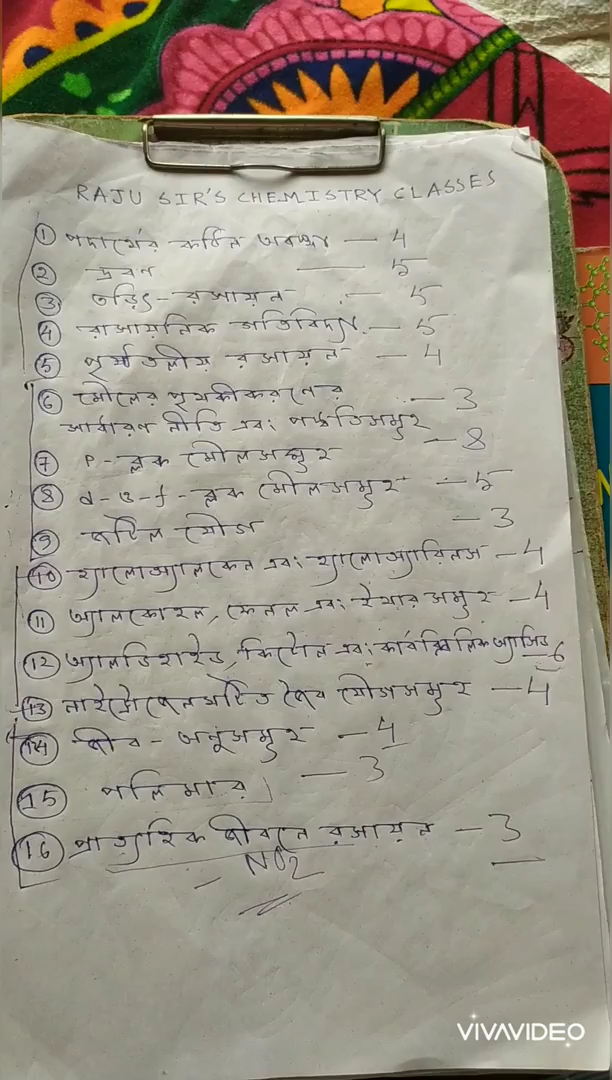 RAJU SIR'S CHEMISTRY CLASSES
① পদার্থের কঠিন অবস্থা — 4
② দ্রবণ — 5
③ তড়িৎ-রসায়ন — 5
④ রাসায়নিক গতিবিদ্যা — 5
⑤ পৃষ্ঠতলীয় রসায়ন — 4
⑥ মৌলের পৃথকীকরণের — 3
সাধারণ নীতি এবং পদ্ধতিসমূহ
⑦ P-ব্লক মৌলসমূহ — 8
⑧ d-ও-f-ব্লক মৌলসমূহ — 5
⑨ জটিল যৌগ — 3
⑩ হ্যালোঅ্যালকেন এবং হ্যালোঅ্যারিনস — 4
⑪ অ্যালকোহল, ফেনল এবং ইথারসমূহ — 4
⑫ অ্যালডিহাইড, কিটোন এবং কার্বক্সিলিক অ্যাসিড — 6
⑬ নাইট্রোজেনঘটিত জৈব যৌগসমূহ — 4
⑭ জীব-অনুসমূহ — 4
⑮ পলিমার — 3
⑯ প্রাত্যহিক জীবনে রসায়ন — 3
— NO2
VIVAVIDEO